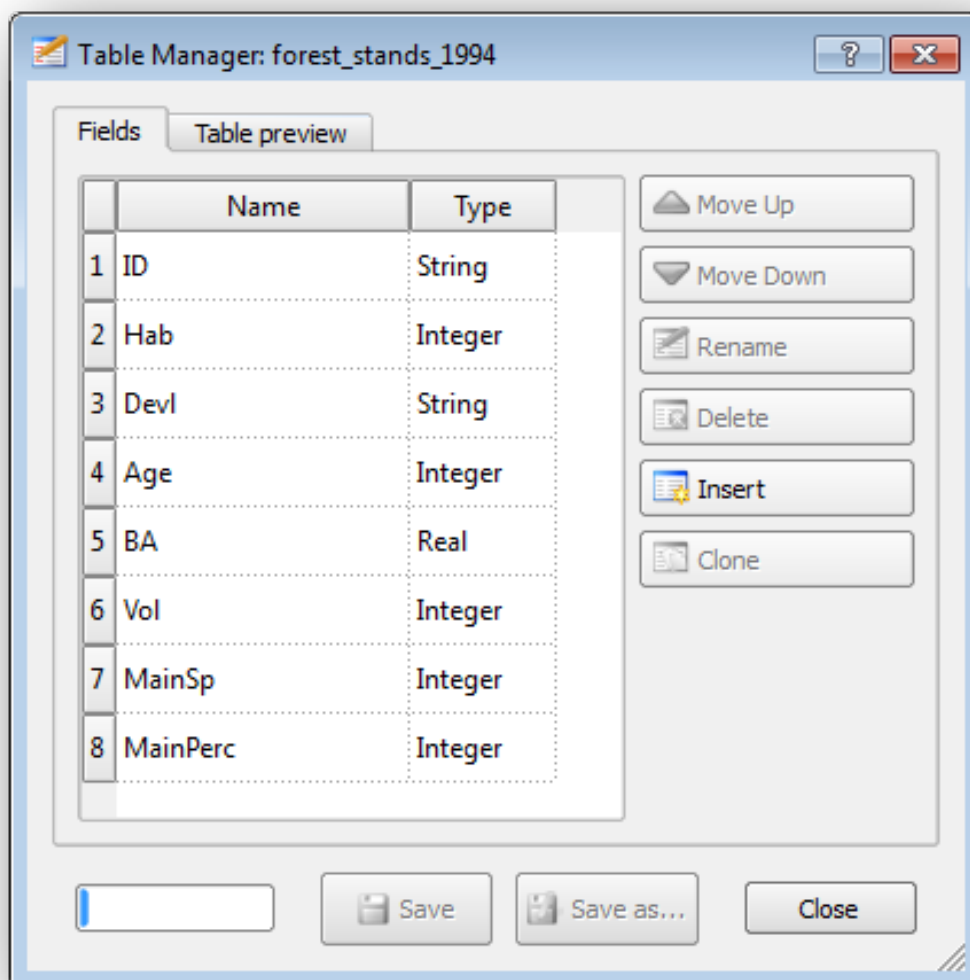 Table Manager: forest_stands_1994
?
Fields Table preview
Name Type
1 ID String
2 Hab Integer
3 Devl String
4 Age Integer
5 BA Real
6 Vol Integer
7 MainSp Integer
8 MainPerc Integer
Move Up
Move Down
Rename
Delete
Insert
Clone
Save Save as... Close